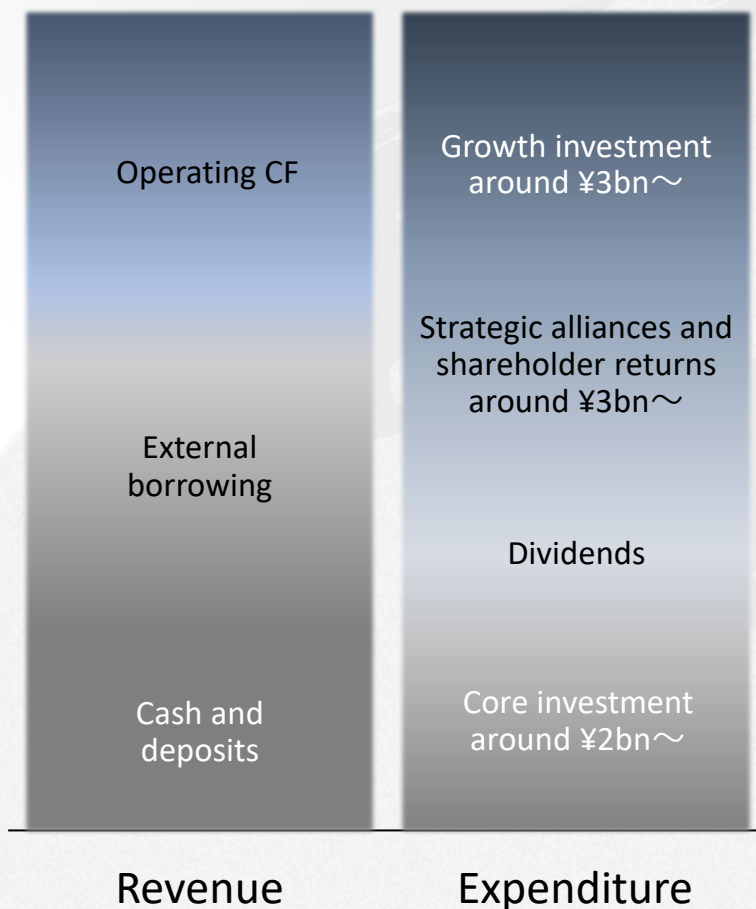 Operating CF
External
borrowing
Cash and
deposits
Revenue
Growth investment
around ¥3bn～
Strategic alliances and
shareholder returns
around ¥3bn～
Dividends
Core investment
around ¥2bn～
Expenditure